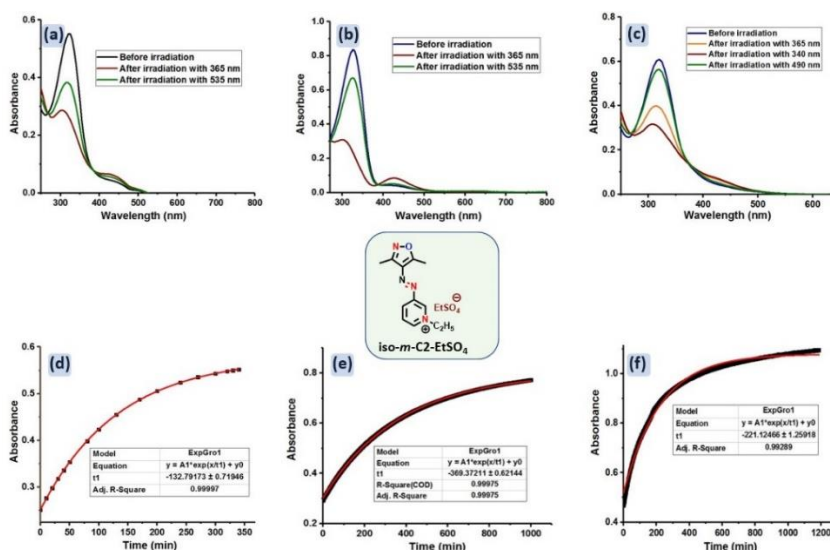 (a)
Before irradiation
After irradiation with 365 nm
After irradiation with 535 nm
Absorbance
0.6
0.4
0.2
0.0
300 400 500 600 700 800
Wavelength (nm)
(b)
Before irradiation
After irradiation with 365 nm
After irradiation with 535 nm
Absorbance
1.0
0.8
0.6
0.4
0.2
0.0
300 400 500 600 700 800
Wavelength (nm)
(c)
Before irradiation
After irradiation with 365 nm
After irradiation with 340 nm
After irradiation with 490 nm
Absorbance
0.8
0.6
0.4
0.2
0.0
300 400 500 600
Wavelength (nm)
N O
N
N
EtSO4 ⊖
N C2H5
⊕
iso-m-C2-EtSO4
(d)
Absorbance
0.6
0.5
0.4
0.3
0.2
0 50 100 150 200 250 300 350
Time (min)
Model ExpGro1
Equation y = A1*exp(x/t1) + y0
t1 -132.79173 ± 0.71946
Adj. R-Square 0.99997
(e)
Absorbance
0.8
0.6
0.4
0.2
0 200 400 600 800 1000
Time (min)
Model ExpGro1
Equation y = A1*exp(x/t1) + y0
t1 -369.37211 ± 0.62144
R-Square(COD) 0.99975
Adj. R-Square 0.99975
(f)
Absorbance
1.0
0.8
0.6
0.4
0 200 400 600 800 1000 1200
Time (min)
Model ExpGro1
Equation y = A1*exp(x/t1) + y0
t1 -221.12466 ± 1.25918
Adj. R-Square 0.99289